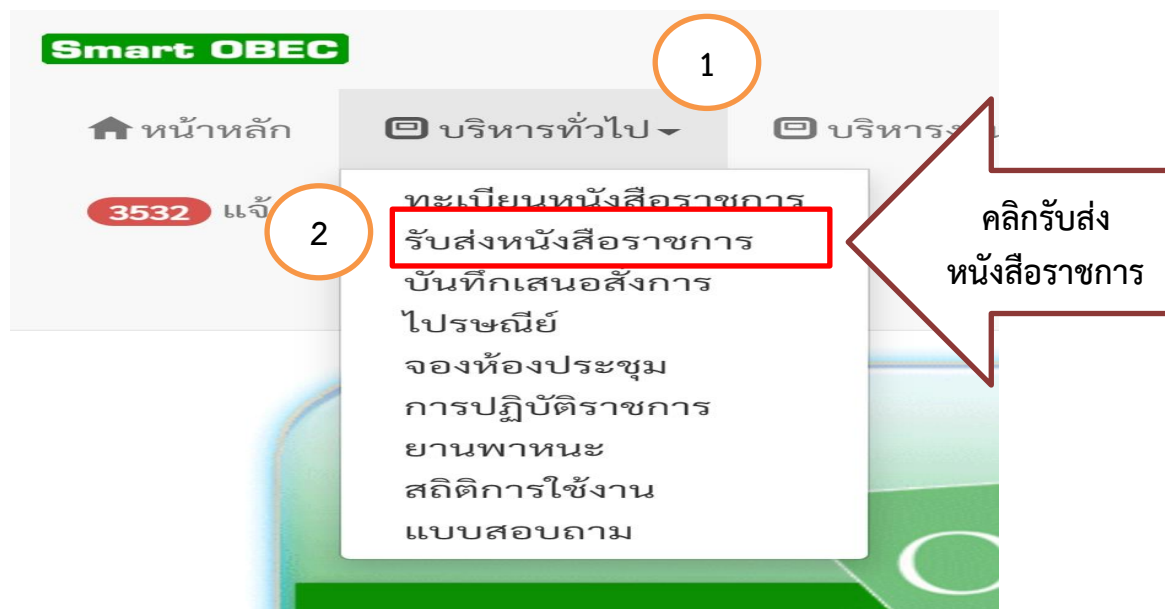 Smart OBEC
1
หน้าหลัก
บริหารทั่วไป
3532
2
ทะเบียนหนังสือราชการ
รับส่งหนังสือราชการ
บันทึกเสนอสั่งการ
ไปรษณีย์
จองห้องประชุม
การปฏิบัติราชการ
ยานพาหนะ
สถิติการใช้งาน
แบบสอบถาม
คลิกรับส่ง
หนังสือราชการ